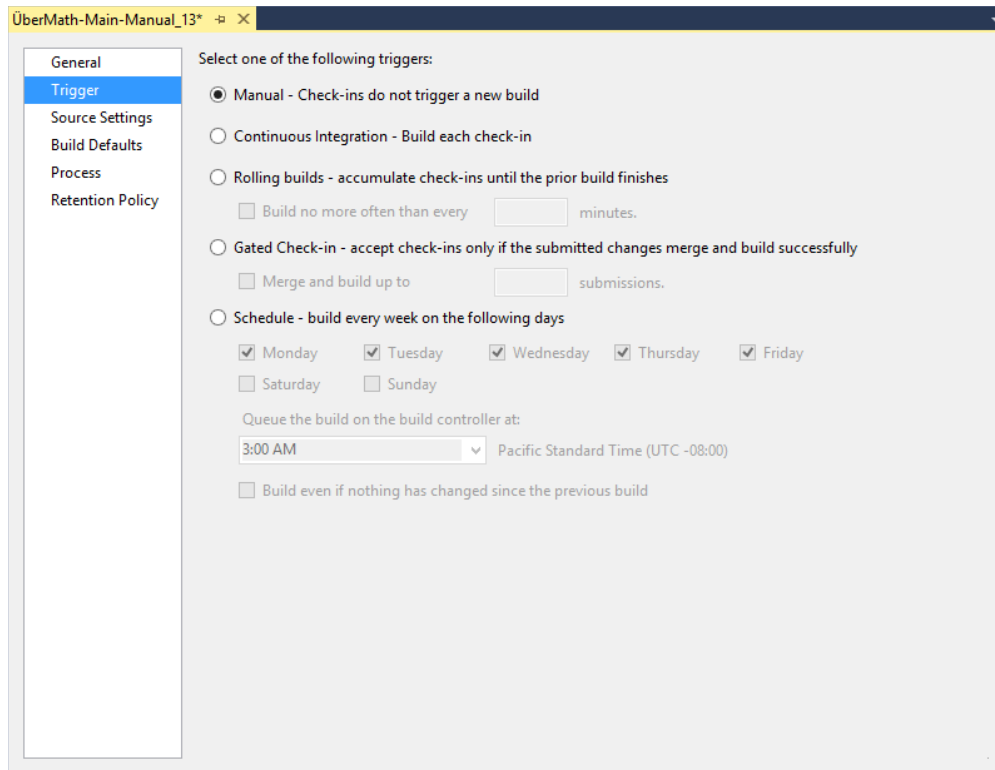 ÜberMath-Main-Manual_13*
General
Trigger
Source Settings
Build Defaults
Process
Retention Policy
Select one of the following triggers:
Manual - Check-ins do not trigger a new build
Continuous Integration - Build each check-in
Rolling builds - accumulate check-ins until the prior build finishes
Build no more often than every minutes.
Gated Check-in - accept check-ins only if the submitted changes merge and build successfully
Merge and build up to submissions.
Schedule - build every week on the following days
Monday Tuesday Wednesday Thursday Friday
Saturday Sunday
Queue the build on the build controller at:
3:00 AM Pacific Standard Time (UTC -08:00)
Build even if nothing has changed since the previous build